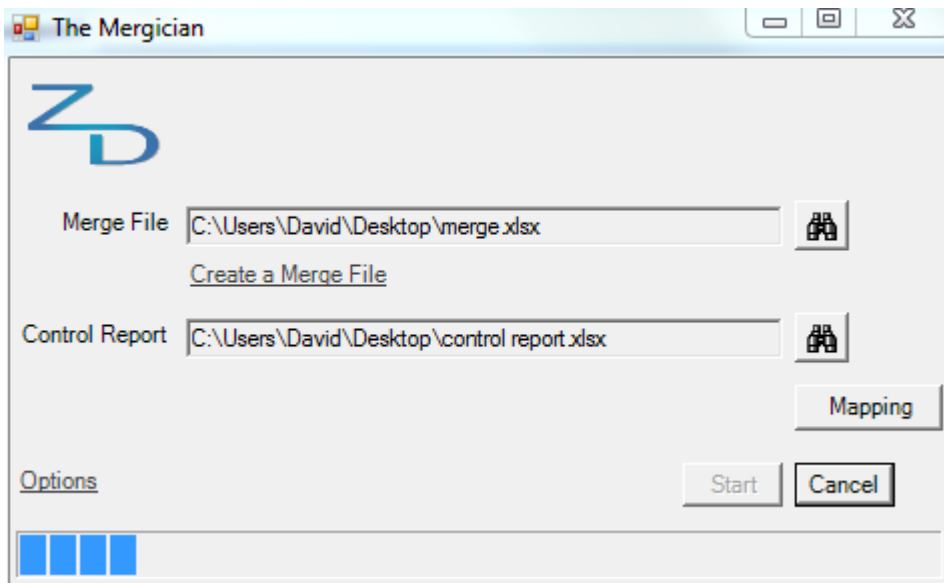 The Mergician
ZD
Merge File C:\Users\David\Desktop\merge.xlsx
Create a Merge File
Control Report C:\Users\David\Desktop\control report.xlsx
Mapping
Options Start Cancel